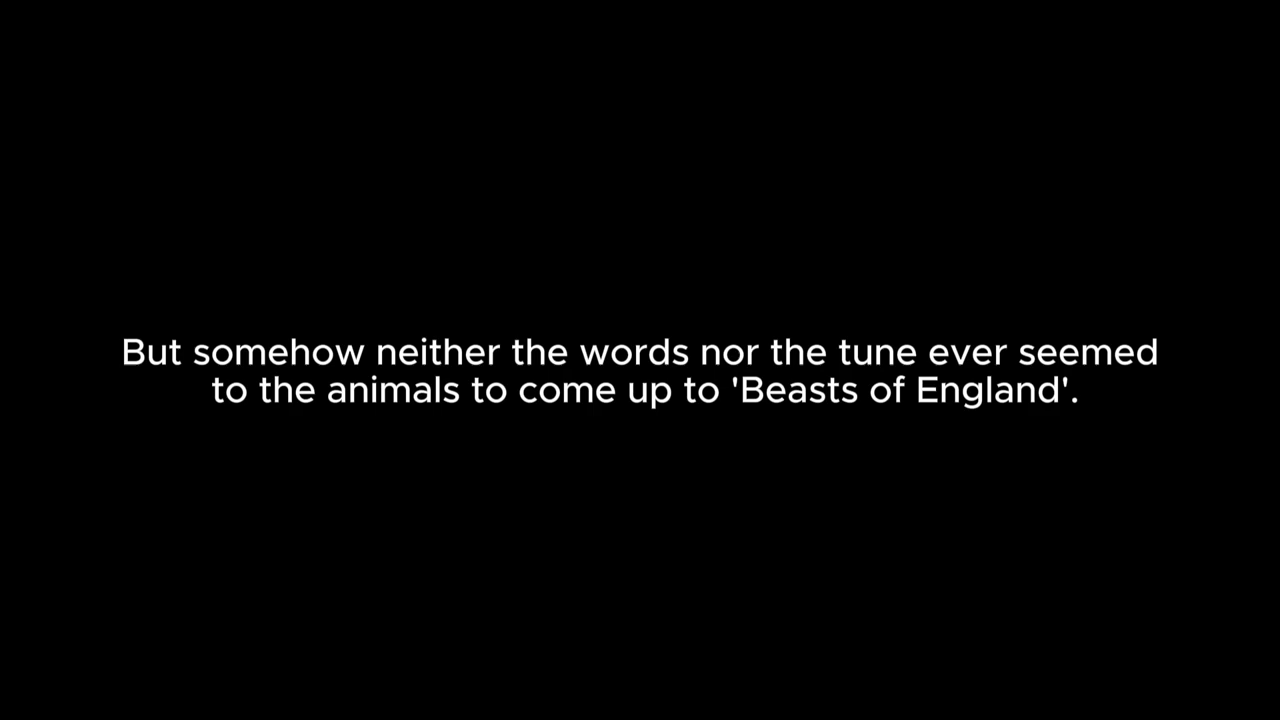 But somehow neither the words nor the tune ever seemed
to the animals to come up to 'Beasts of England'.